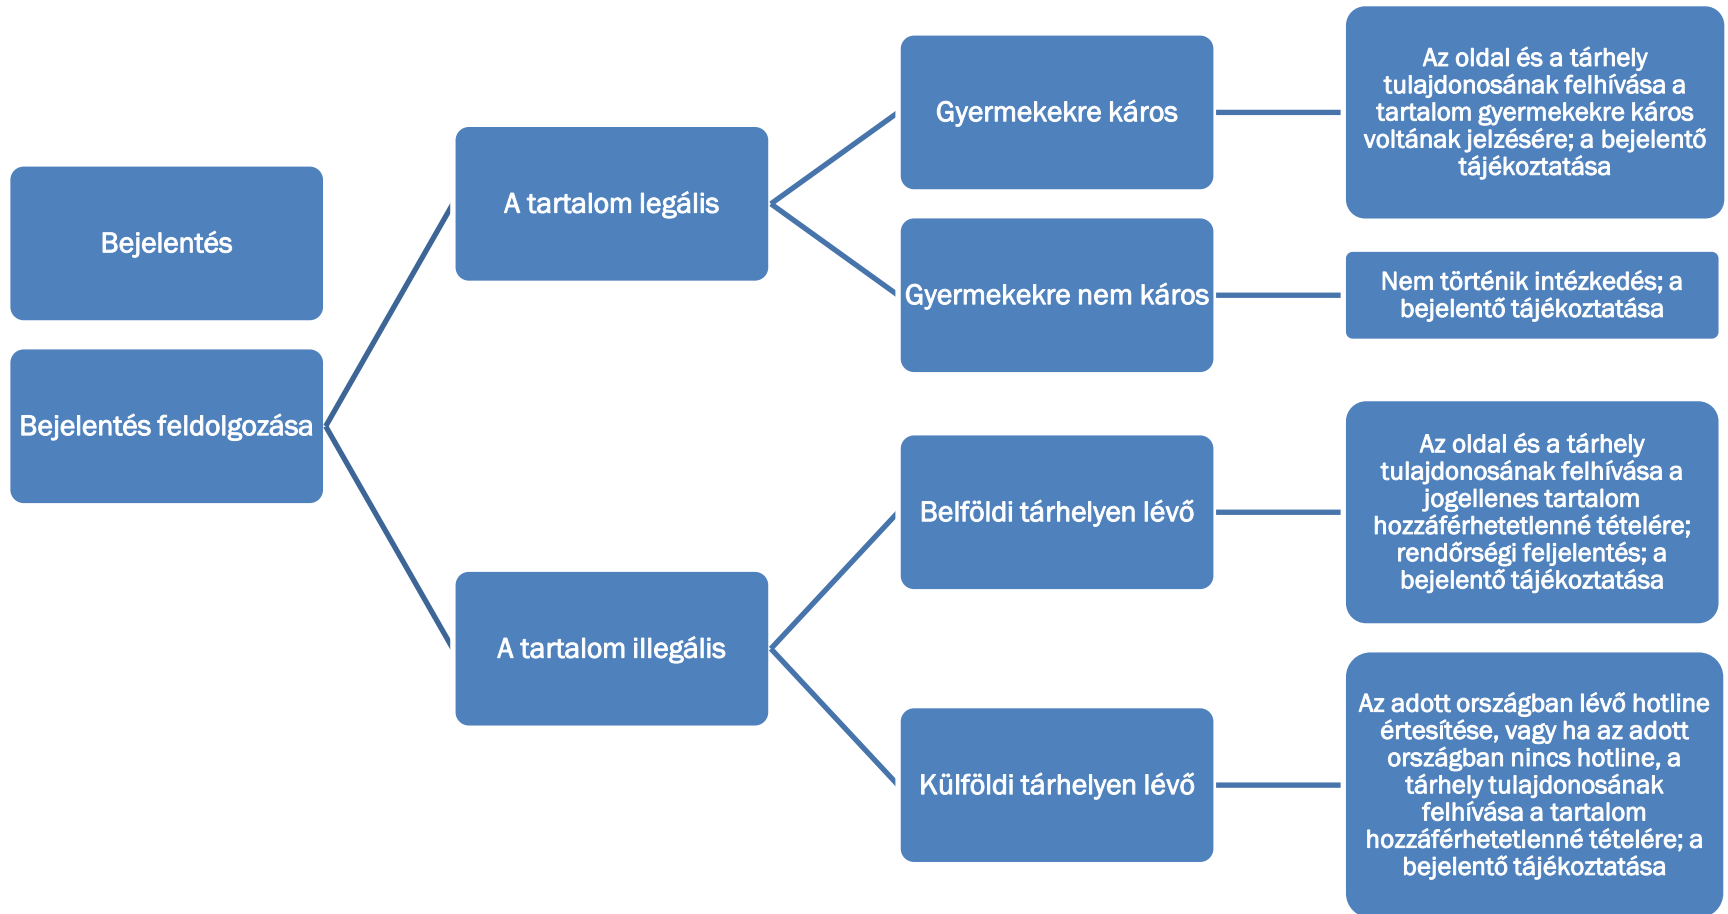 Bejelentés
Bejelentés feldolgozása
A tartalom legális
Gyermekekre káros
Az oldal és a tárhely
tulajdonosának felhívása a
tartalom gyermekekre káros
voltának jelzésére; a bejelentő
tájékoztatása
Gyermekekre nem káros
Nem történik intézkedés; a
bejelentő tájékoztatása
A tartalom illegális
Belföldi tárhelyen lévő
Az oldal és a tárhely
tulajdonosának felhívása a
jogellenes tartalom
hozzáférhetetlenné tételére;
rendőrségi feljelentés; a
bejelentő tájékoztatása
Külföldi tárhelyen lévő
Az adott országban lévő hotline
értesítése, vagy ha az adott
országban nincs hotline, a
tárhely tulajdonosának
felhívása a tartalom
hozzáférhetetlenné tételére; a
bejelentő tájékoztatása